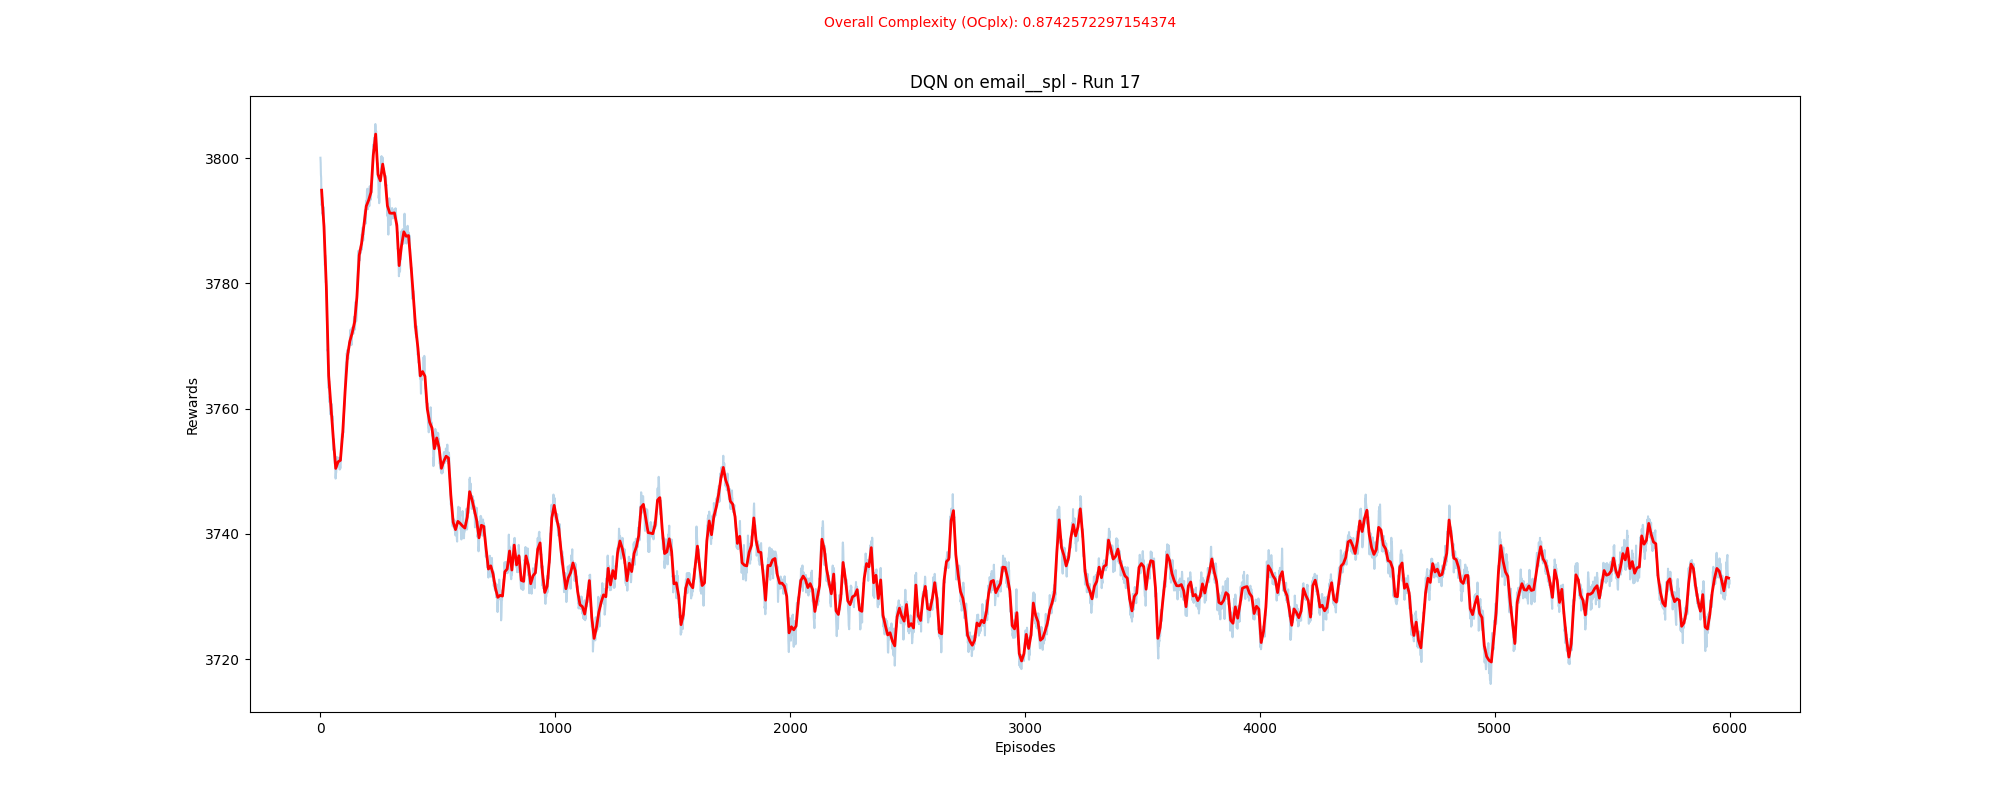 Overall Complexity (OCplx): 0.8742572297154374
DQN on email__spl - Run 17
Rewards
3800
3780
3760
3740
3720
0 1000 2000 3000 4000 5000 6000
Episodes